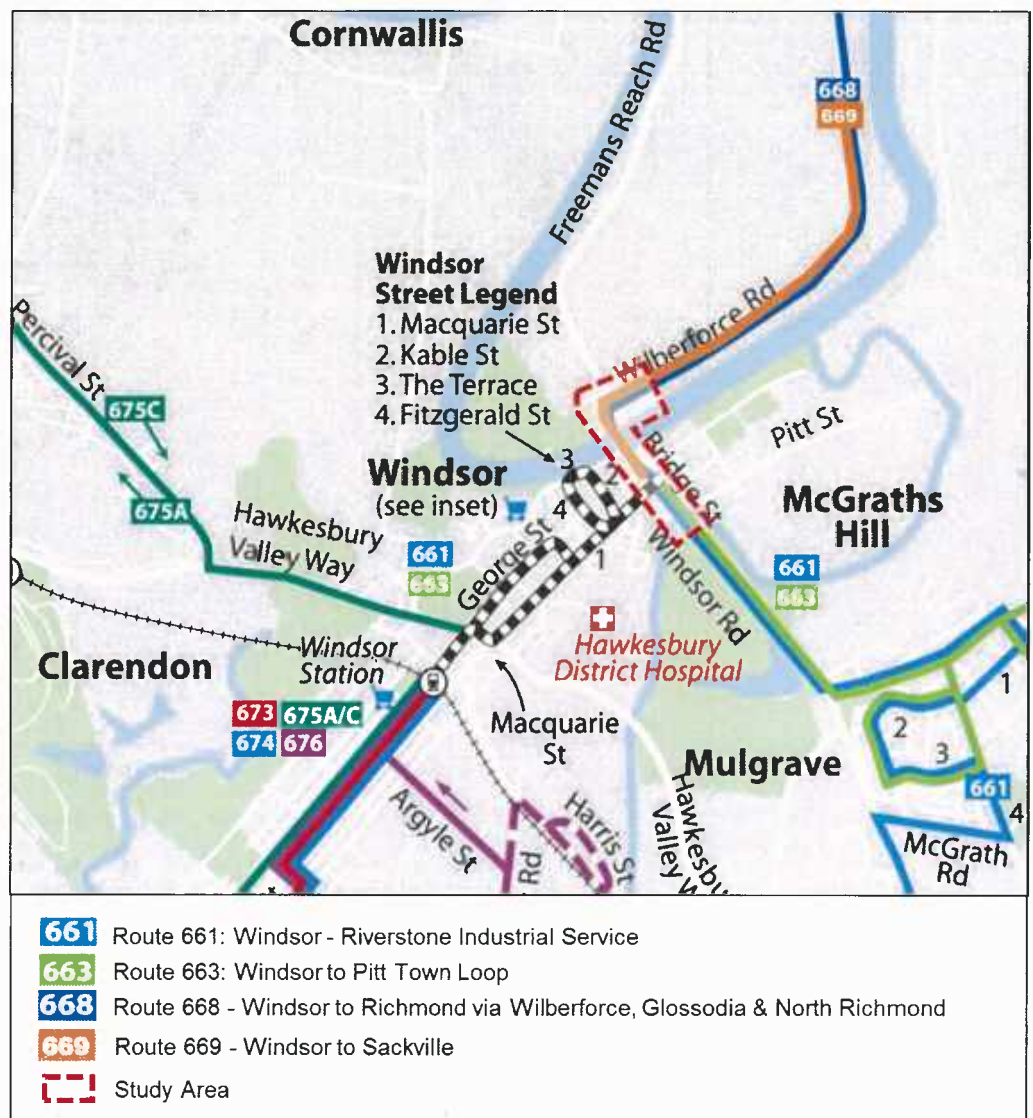 Cornwallis
Freemans Reach Rd
668
669
Windsor
Street Legend
1. Macquarie St
2. Kable St
3. The Terrace
4. Fitzgerald St
Wilberforce Rd
Percival St
675C
675A
Pitt St
Bridge St
3
2
4
1
Windsor
(see inset)
McGraths
Hill
Hawkesbury
Valley Way
661
663
George St
Windsor Rd
661
663
Hawkesbury
District Hospital
Clarendon
Windsor
Station
673 675A/C
674 676
Macquarie
St
Mulgrave
1
2
3
661
4
McGrath
Rd
Argyle St
Rd
Harris St
Hawkesbury
Valley W
661 Route 661: Windsor - Riverstone Industrial Service
663 Route 663: Windsor to Pitt Town Loop
668 Route 668 - Windsor to Richmond via Wilberforce, Glossodia & North Richmond
669 Route 669 - Windsor to Sackville
Study Area